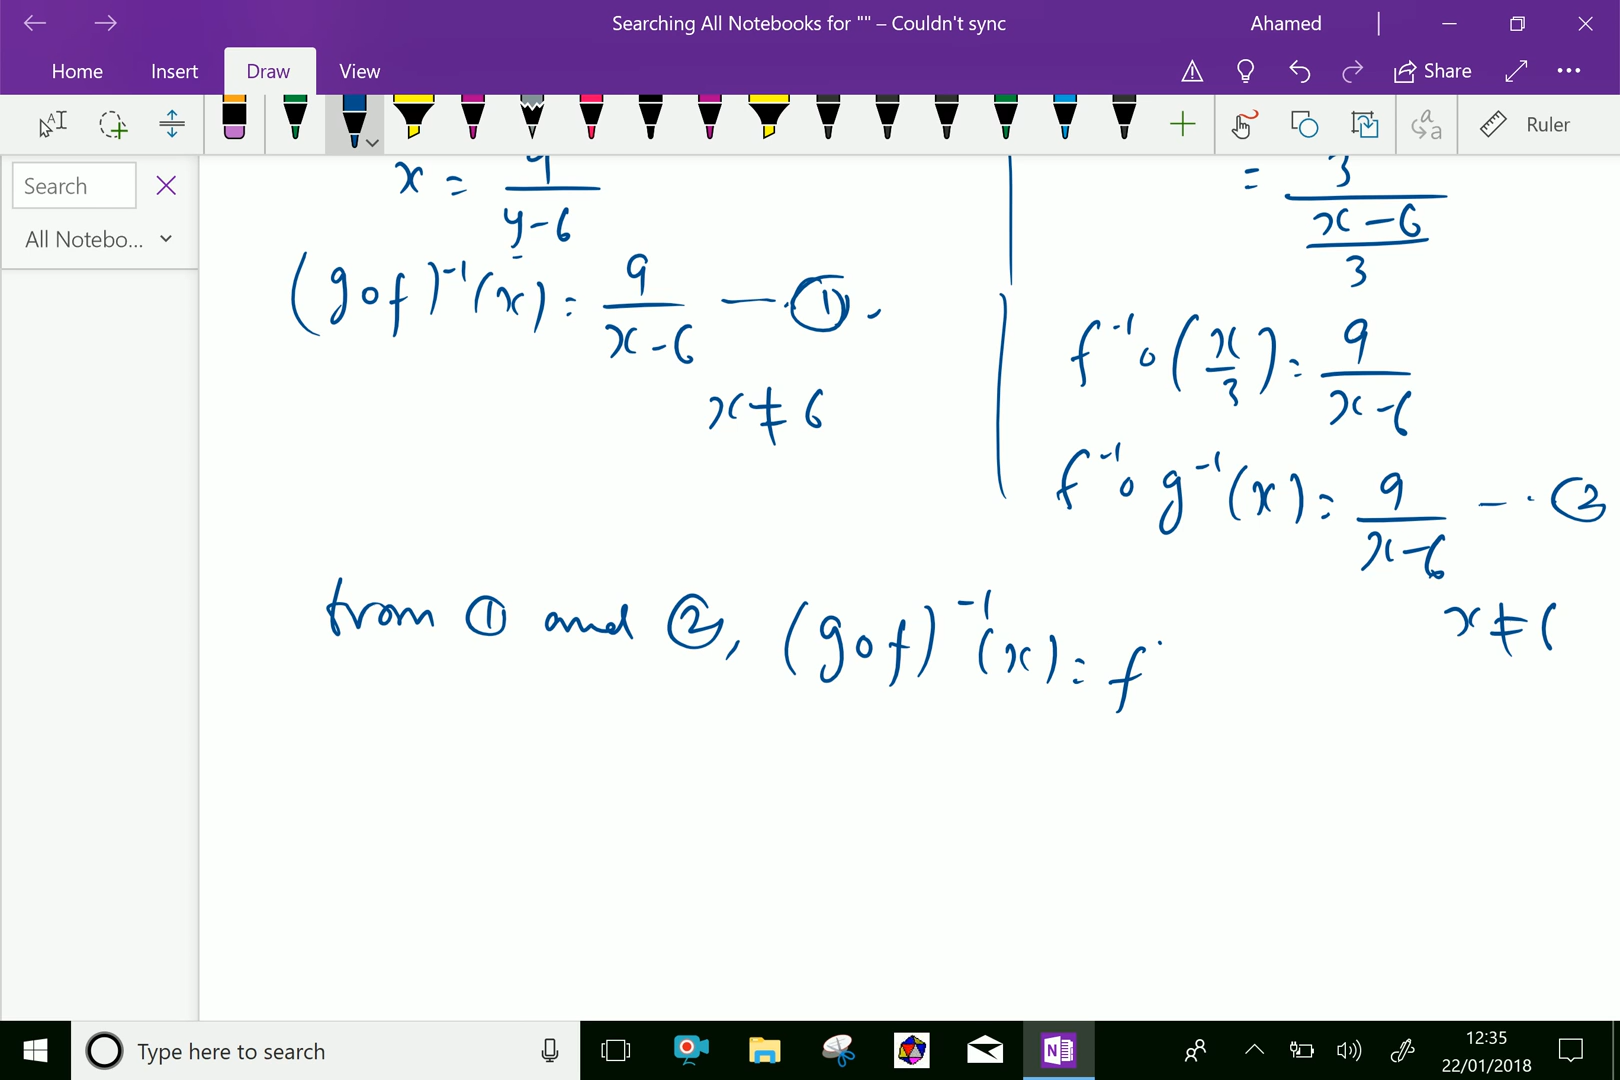 Searching All Notebooks for "" – Couldn't sync
Ahamed
Home Insert Draw View
Share
Ruler
Search
All Notebo...
x = 9/(y-6)
(gof)⁻¹(x) = 9/(x-6) — ①.
x ≠ 6
= 3/((x-6)/3)
f⁻¹o(x/3) = 9/(x-6)
f⁻¹o g⁻¹(x) = 9/(x-6) -- ②
x ≠ 6
from ① and ②, (gof)⁻¹(x) = f
Type here to search
12:35
22/01/2018